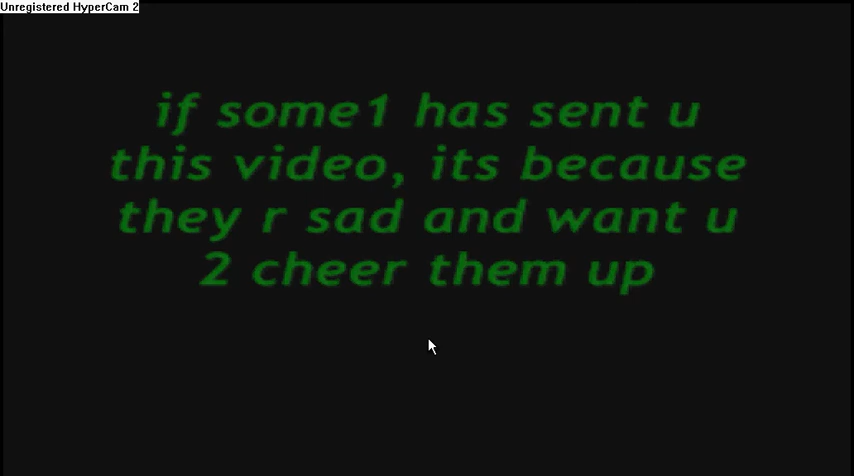 Unregistered HyperCam 2
if some1 has sent u
this video, its because
they r sad and want u
2 cheer them up